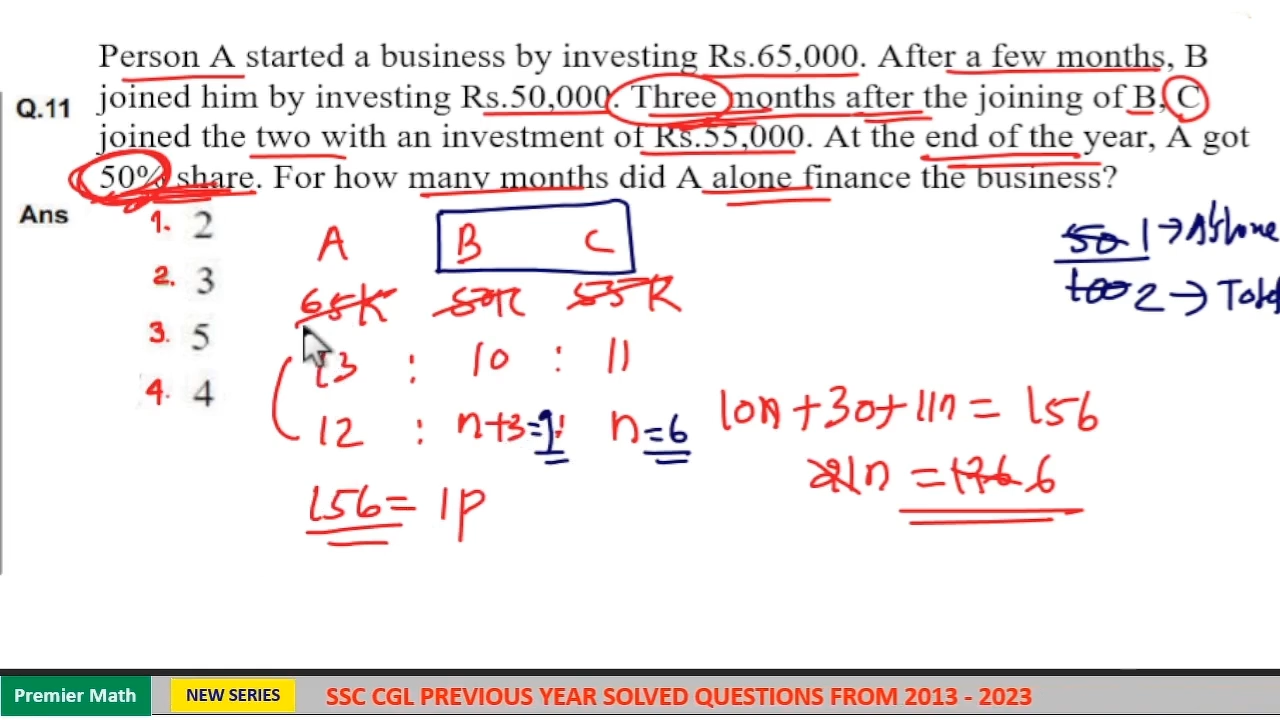 Person A started a business by investing Rs.65,000. After a few months, B
Q.11 joined him by investing Rs.50,000. Three months after the joining of B, C
joined the two with an investment of Rs.55,000. At the end of the year, A got
50% share. For how many months did A alone finance the business?
Ans
1. 2
2. 3
3. 5
4. 4
A B C
65K 50K 55K
13 : 10 : 11
12 : n+3=9 : n=6
156 = 1P
50 1 → A's
100 2 →
10n + 30 + 11n = 156
21n = 126 6
Premier Math
NEW SERIES
SSC CGL PREVIOUS YEAR SOLVED QUESTIONS FROM 2013 - 2023